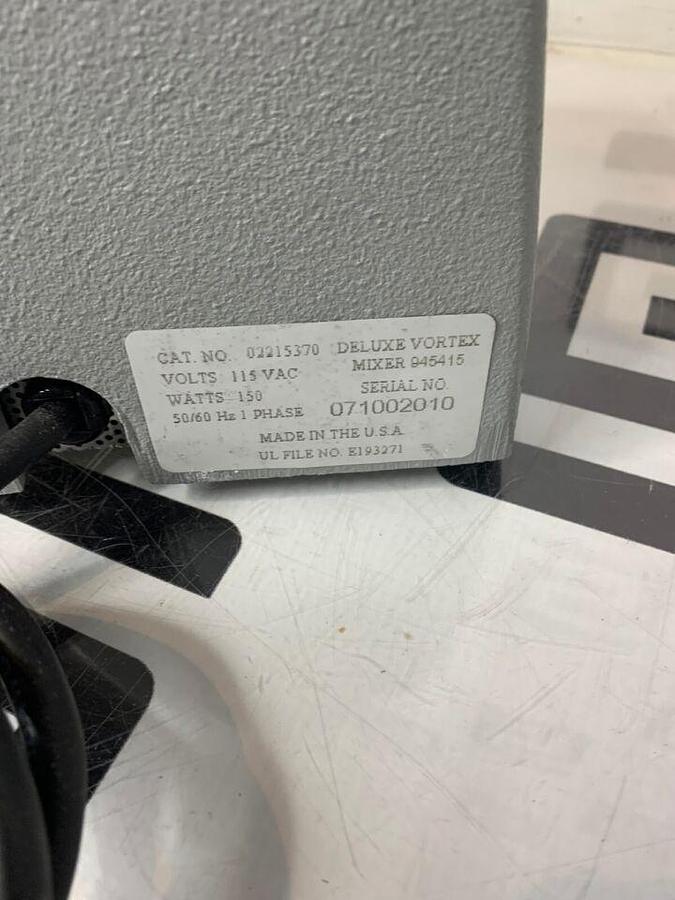 CAT. NO. 02215370 DELUXE VORTEX
VOLTS 115 VAC MIXER 945415
WATTS 150 SERIAL NO.
50/60 Hz 1 PHASE 071002010
MADE IN THE U.S.A.
UL FILE NO. E193271